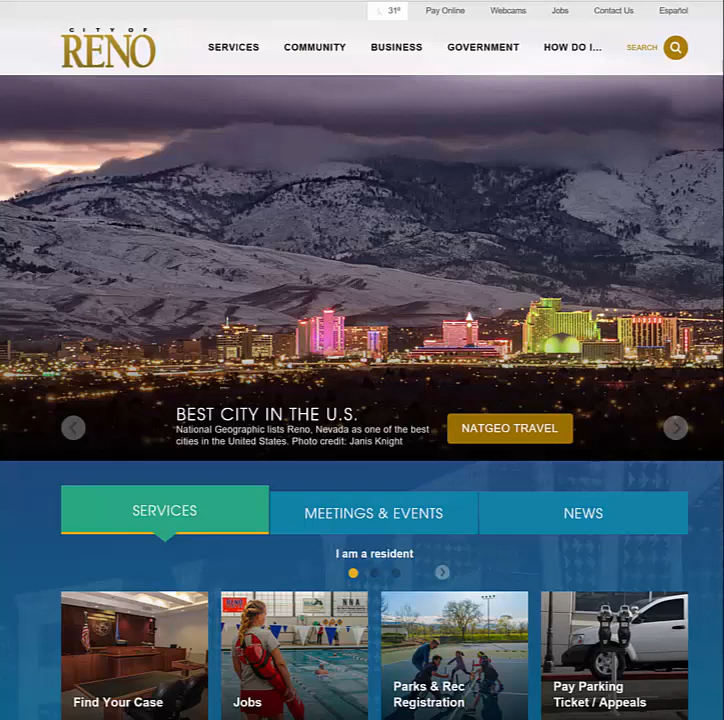 31º
Pay Online
Webcams
Jobs
Contact Us
Español
CITY OF
RENO
SERVICES
COMMUNITY
BUSINESS
GOVERNMENT
HOW DO I...
SEARCH
BEST CITY IN THE U.S.
National Geographic lists Reno, Nevada as one of the best
cities in the United States. Photo credit: Janis Knight
NATGEO TRAVEL
SERVICES
MEETINGS & EVENTS
NEWS
I am a resident
RENO
NNA
Find Your Case
Jobs
Parks & Rec
Registration
Pay Parking
Ticket / Appeals